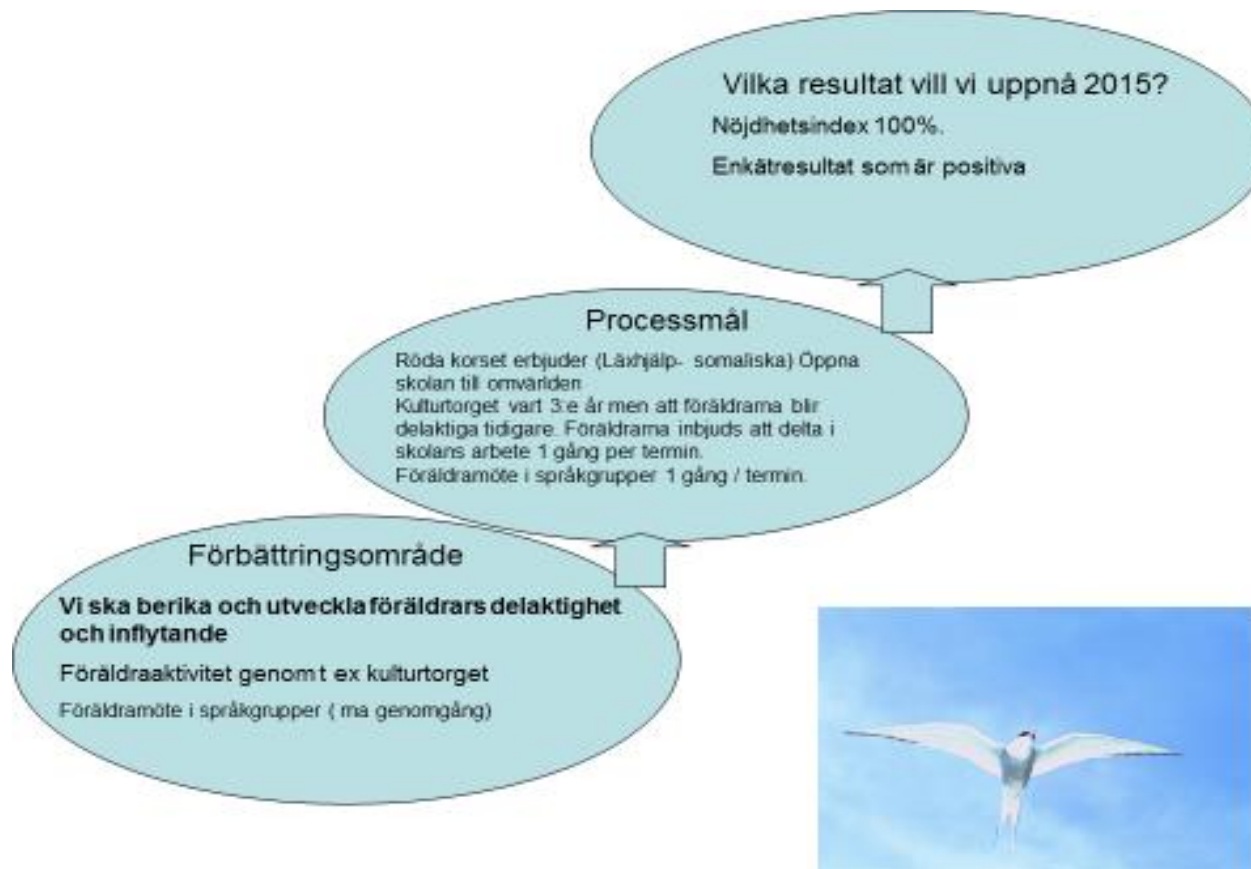 Vilka resultat vill vi uppnå 2015?
Nöjdhetsindex 100%.
Enkätresultat som är positiva
Processmål
Röda korset erbjuder (Läxhjälp- somaliska) Öppna
skolan till omvärlden
Kulturtorget vart 3:e år men att föräldrarna blir
delaktiga tidigare. Föräldrarna inbjuds att delta i
skolans arbete 1 gång per termin.
Föräldramöte i språkgrupper 1 gång / termin.
Förbättringsområde
Vi ska berika och utveckla föräldrars delaktighet
och inflytande
Föräldraaktivitet genom t ex kulturtorget
Föräldramöte i språkgrupper ( ma genomgång)